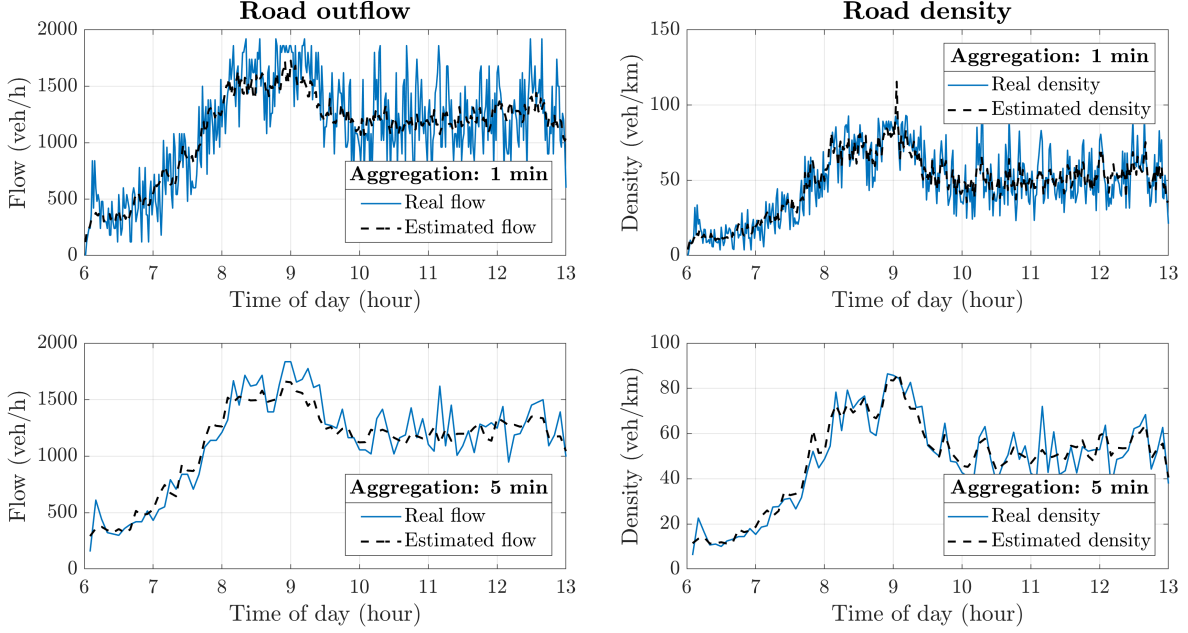 Road outflow
Flow (veh/h)
2000
1500
1000
500
0
Aggregation: 1 min
Real flow
Estimated flow
6 7 8 9 10 11 12 13
Time of day (hour)
Road density
Density (veh/km)
150
100
50
0
Aggregation: 1 min
Real density
Estimated density
6 7 8 9 10 11 12 13
Time of day (hour)
Flow (veh/h)
2000
1500
1000
500
0
Aggregation: 5 min
Real flow
Estimated flow
6 7 8 9 10 11 12 13
Time of day (hour)
Density (veh/km)
100
80
60
40
20
0
Aggregation: 5 min
Real density
Estimated density
6 7 8 9 10 11 12 13
Time of day (hour)